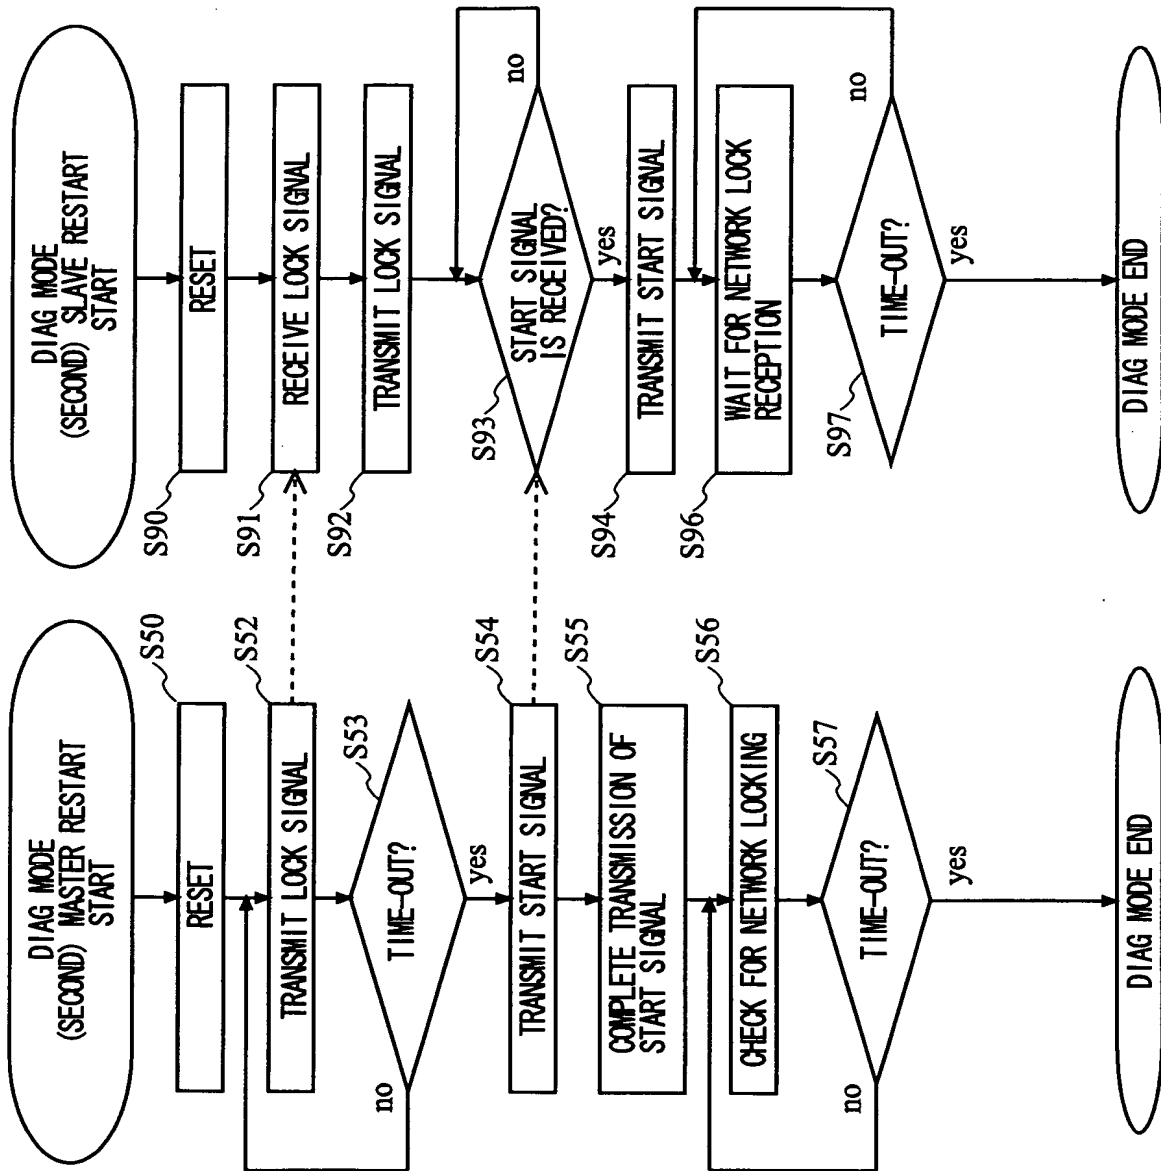 DIAG MODE
(SECOND) MASTER RESTART
START
S50
RESET
S52
TRANSMIT LOCK SIGNAL
S53
TIME-OUT?
no
yes
S54
TRANSMIT START SIGNAL
S55
COMPLETE TRANSMISSION OF
START SIGNAL
S56
CHECK FOR NETWORK LOCKING
S57
TIME-OUT?
no
yes
DIAG MODE END
DIAG MODE
(SECOND) SLAVE RESTART
START
S90
RESET
S91
RECEIVE LOCK SIGNAL
S92
TRANSMIT LOCK SIGNAL
S93
START SIGNAL
IS RECEIVED?
no
yes
S94
TRANSMIT START SIGNAL
S96
WAIT FOR NETWORK LOCK
RECEPTION
S97
TIME-OUT?
no
yes
DIAG MODE END